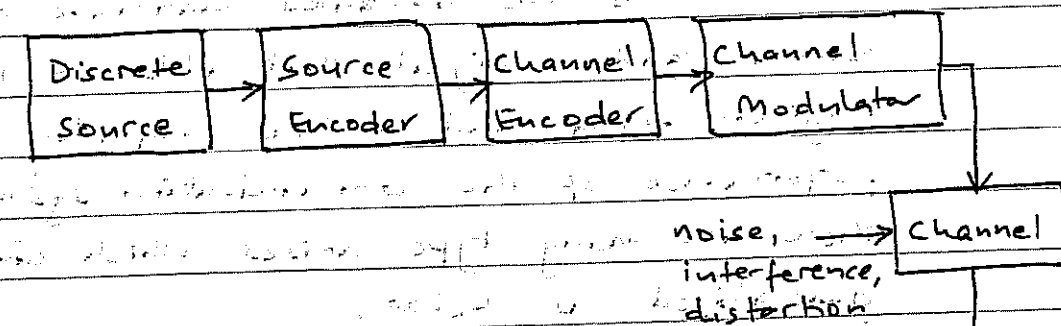 Discrete
Source
Source
Encoder
Channel
Encoder
Channel
Modulator
Channel
noise,
interference,
distortion